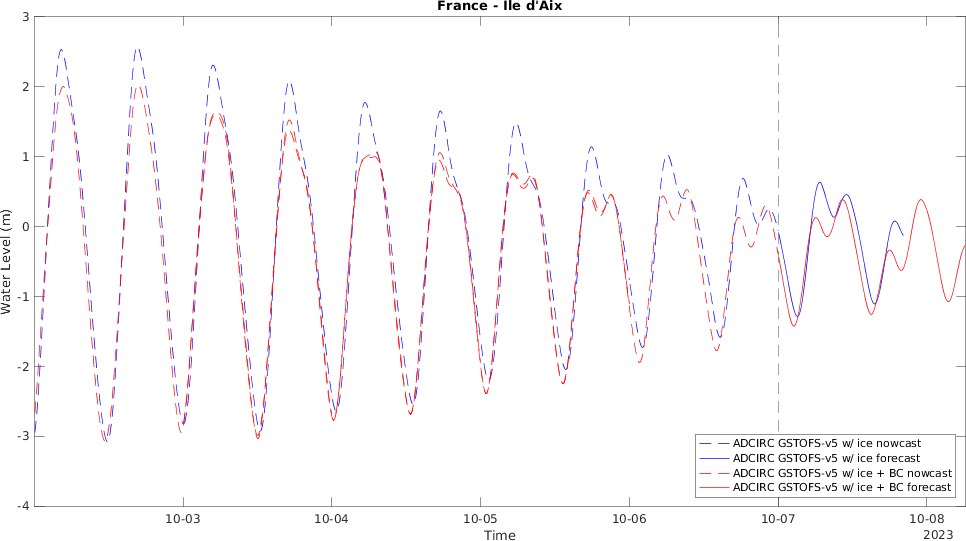 France - Ile d'Aix
3
2
1
0
-1
-2
-3
-4
Water Level (m)
10-03
10-04
10-05
10-06
10-07
10-08
Time
2023
ADCIRC GSTOFS-v5 w/ ice nowcast
ADCIRC GSTOFS-v5 w/ ice forecast
ADCIRC GSTOFS-v5 w/ ice + BC nowcast
ADCIRC GSTOFS-v5 w/ ice + BC forecast